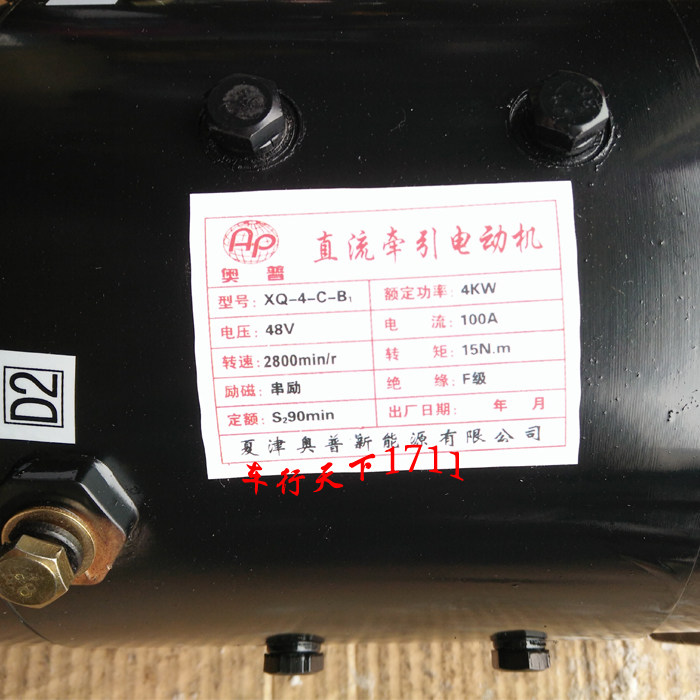 AP
奥普
直流牵引电动机
型号: XQ-4-C-B₁
额定功率: 4KW
电压: 48V
电 流: 100A
转速: 2800min/r
转 矩: 15N.m
励磁: 串励
绝 缘: F级
定额: S₂90min
出厂日期: 年 月
夏津奥普新能源有限公司
车行天下1711
D2